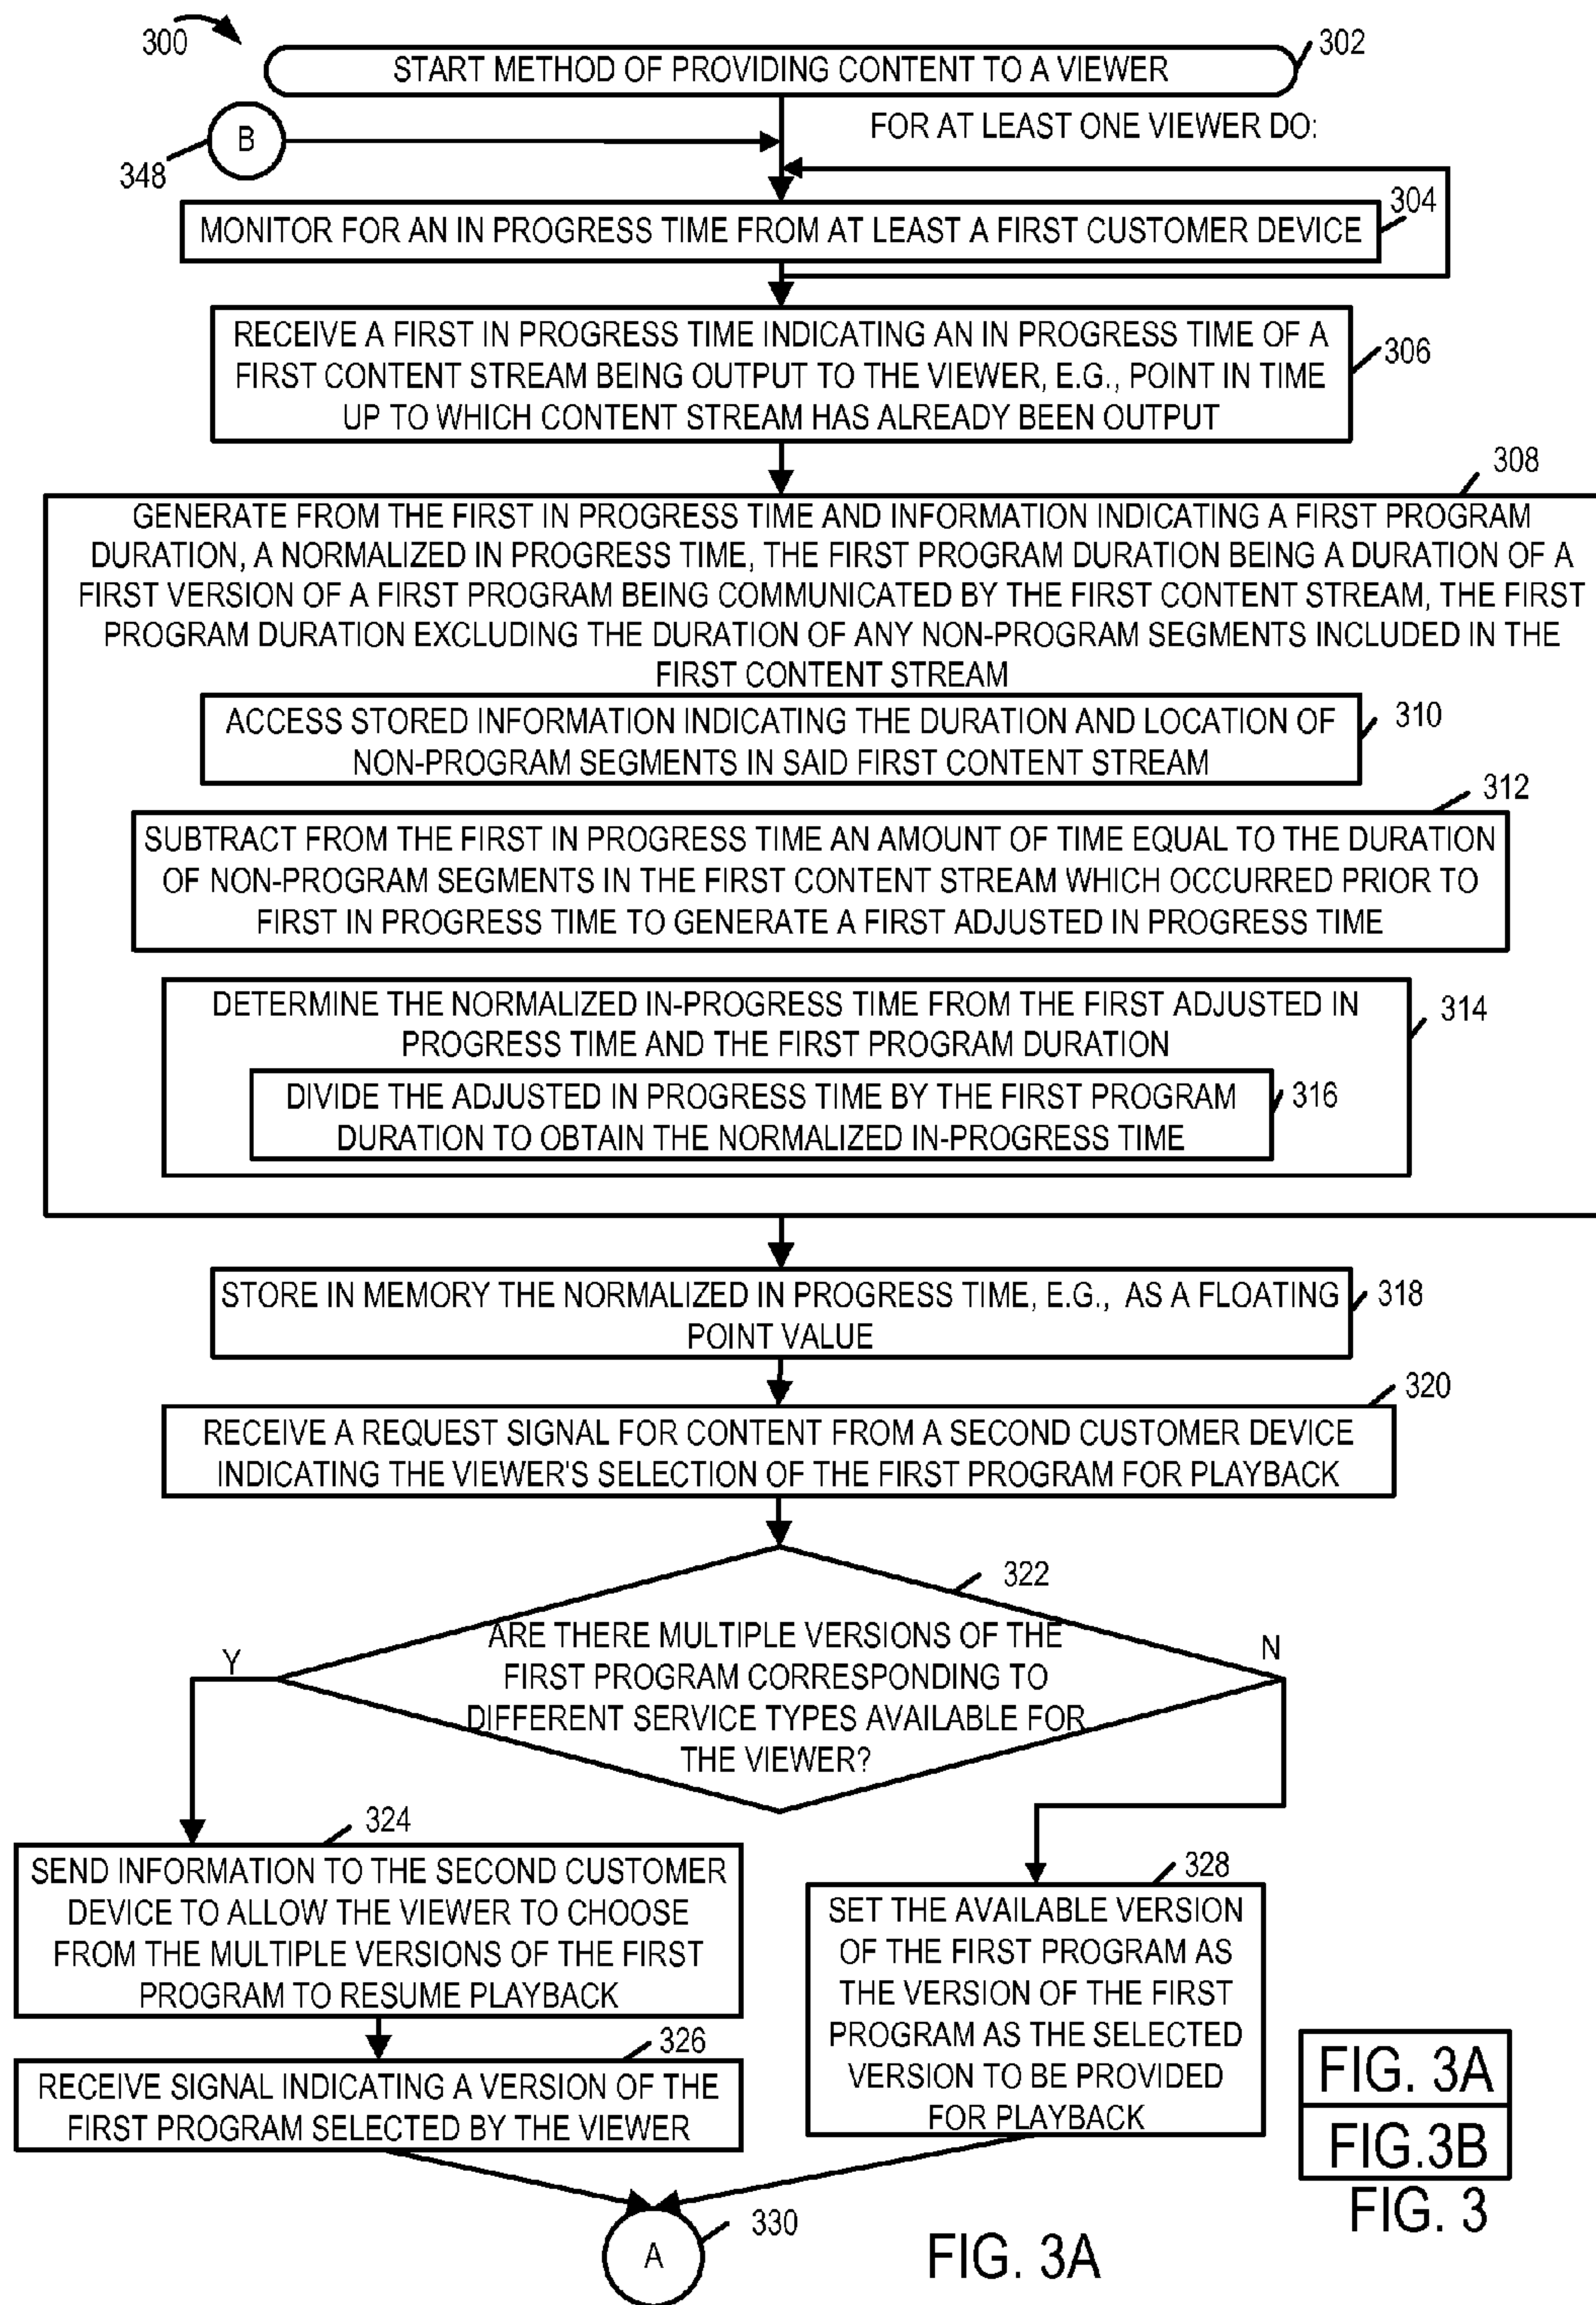 300
START METHOD OF PROVIDING CONTENT TO A VIEWER
302
B
FOR AT LEAST ONE VIEWER DO:
348
304
MONITOR FOR AN IN PROGRESS TIME FROM AT LEAST A FIRST CUSTOMER DEVICE
RECEIVE A FIRST IN PROGRESS TIME INDICATING AN IN PROGRESS TIME OF A
FIRST CONTENT STREAM BEING OUTPUT TO THE VIEWER, E.G., POINT IN TIME
UP TO WHICH CONTENT STREAM HAS ALREADY BEEN OUTPUT
306
308
GENERATE FROM THE FIRST IN PROGRESS TIME AND INFORMATION INDICATING A FIRST PROGRAM
DURATION, A NORMALIZED IN PROGRESS TIME, THE FIRST PROGRAM DURATION BEING A DURATION OF A
FIRST VERSION OF A FIRST PROGRAM BEING COMMUNICATED BY THE FIRST CONTENT STREAM, THE FIRST
PROGRAM DURATION EXCLUDING THE DURATION OF ANY NON-PROGRAM SEGMENTS INCLUDED IN THE
FIRST CONTENT STREAM
ACCESS STORED INFORMATION INDICATING THE DURATION AND LOCATION OF
NON-PROGRAM SEGMENTS IN SAID FIRST CONTENT STREAM
310
312
SUBTRACT FROM THE FIRST IN PROGRESS TIME AN AMOUNT OF TIME EQUAL TO THE DURATION
OF NON-PROGRAM SEGMENTS IN THE FIRST CONTENT STREAM WHICH OCCURRED PRIOR TO
FIRST IN PROGRESS TIME TO GENERATE A FIRST ADJUSTED IN PROGRESS TIME
DETERMINE THE NORMALIZED IN-PROGRESS TIME FROM THE FIRST ADJUSTED IN
PROGRESS TIME AND THE FIRST PROGRAM DURATION
314
DIVIDE THE ADJUSTED IN PROGRESS TIME BY THE FIRST PROGRAM
DURATION TO OBTAIN THE NORMALIZED IN-PROGRESS TIME
316
STORE IN MEMORY THE NORMALIZED IN PROGRESS TIME, E.G., AS A FLOATING
POINT VALUE
318
320
RECEIVE A REQUEST SIGNAL FOR CONTENT FROM A SECOND CUSTOMER DEVICE
INDICATING THE VIEWER'S SELECTION OF THE FIRST PROGRAM FOR PLAYBACK
322
ARE THERE MULTIPLE VERSIONS OF THE
FIRST PROGRAM CORRESPONDING TO
DIFFERENT SERVICE TYPES AVAILABLE FOR
THE VIEWER?
Y
N
324
SEND INFORMATION TO THE SECOND CUSTOMER
DEVICE TO ALLOW THE VIEWER TO CHOOSE
FROM THE MULTIPLE VERSIONS OF THE FIRST
PROGRAM TO RESUME PLAYBACK
326
RECEIVE SIGNAL INDICATING A VERSION OF THE
FIRST PROGRAM SELECTED BY THE VIEWER
328
SET THE AVAILABLE VERSION
OF THE FIRST PROGRAM AS
THE VERSION OF THE FIRST
PROGRAM AS THE SELECTED
VERSION TO BE PROVIDED
FOR PLAYBACK
A
330
FIG. 3A
FIG. 3A
FIG.3B
FIG. 3